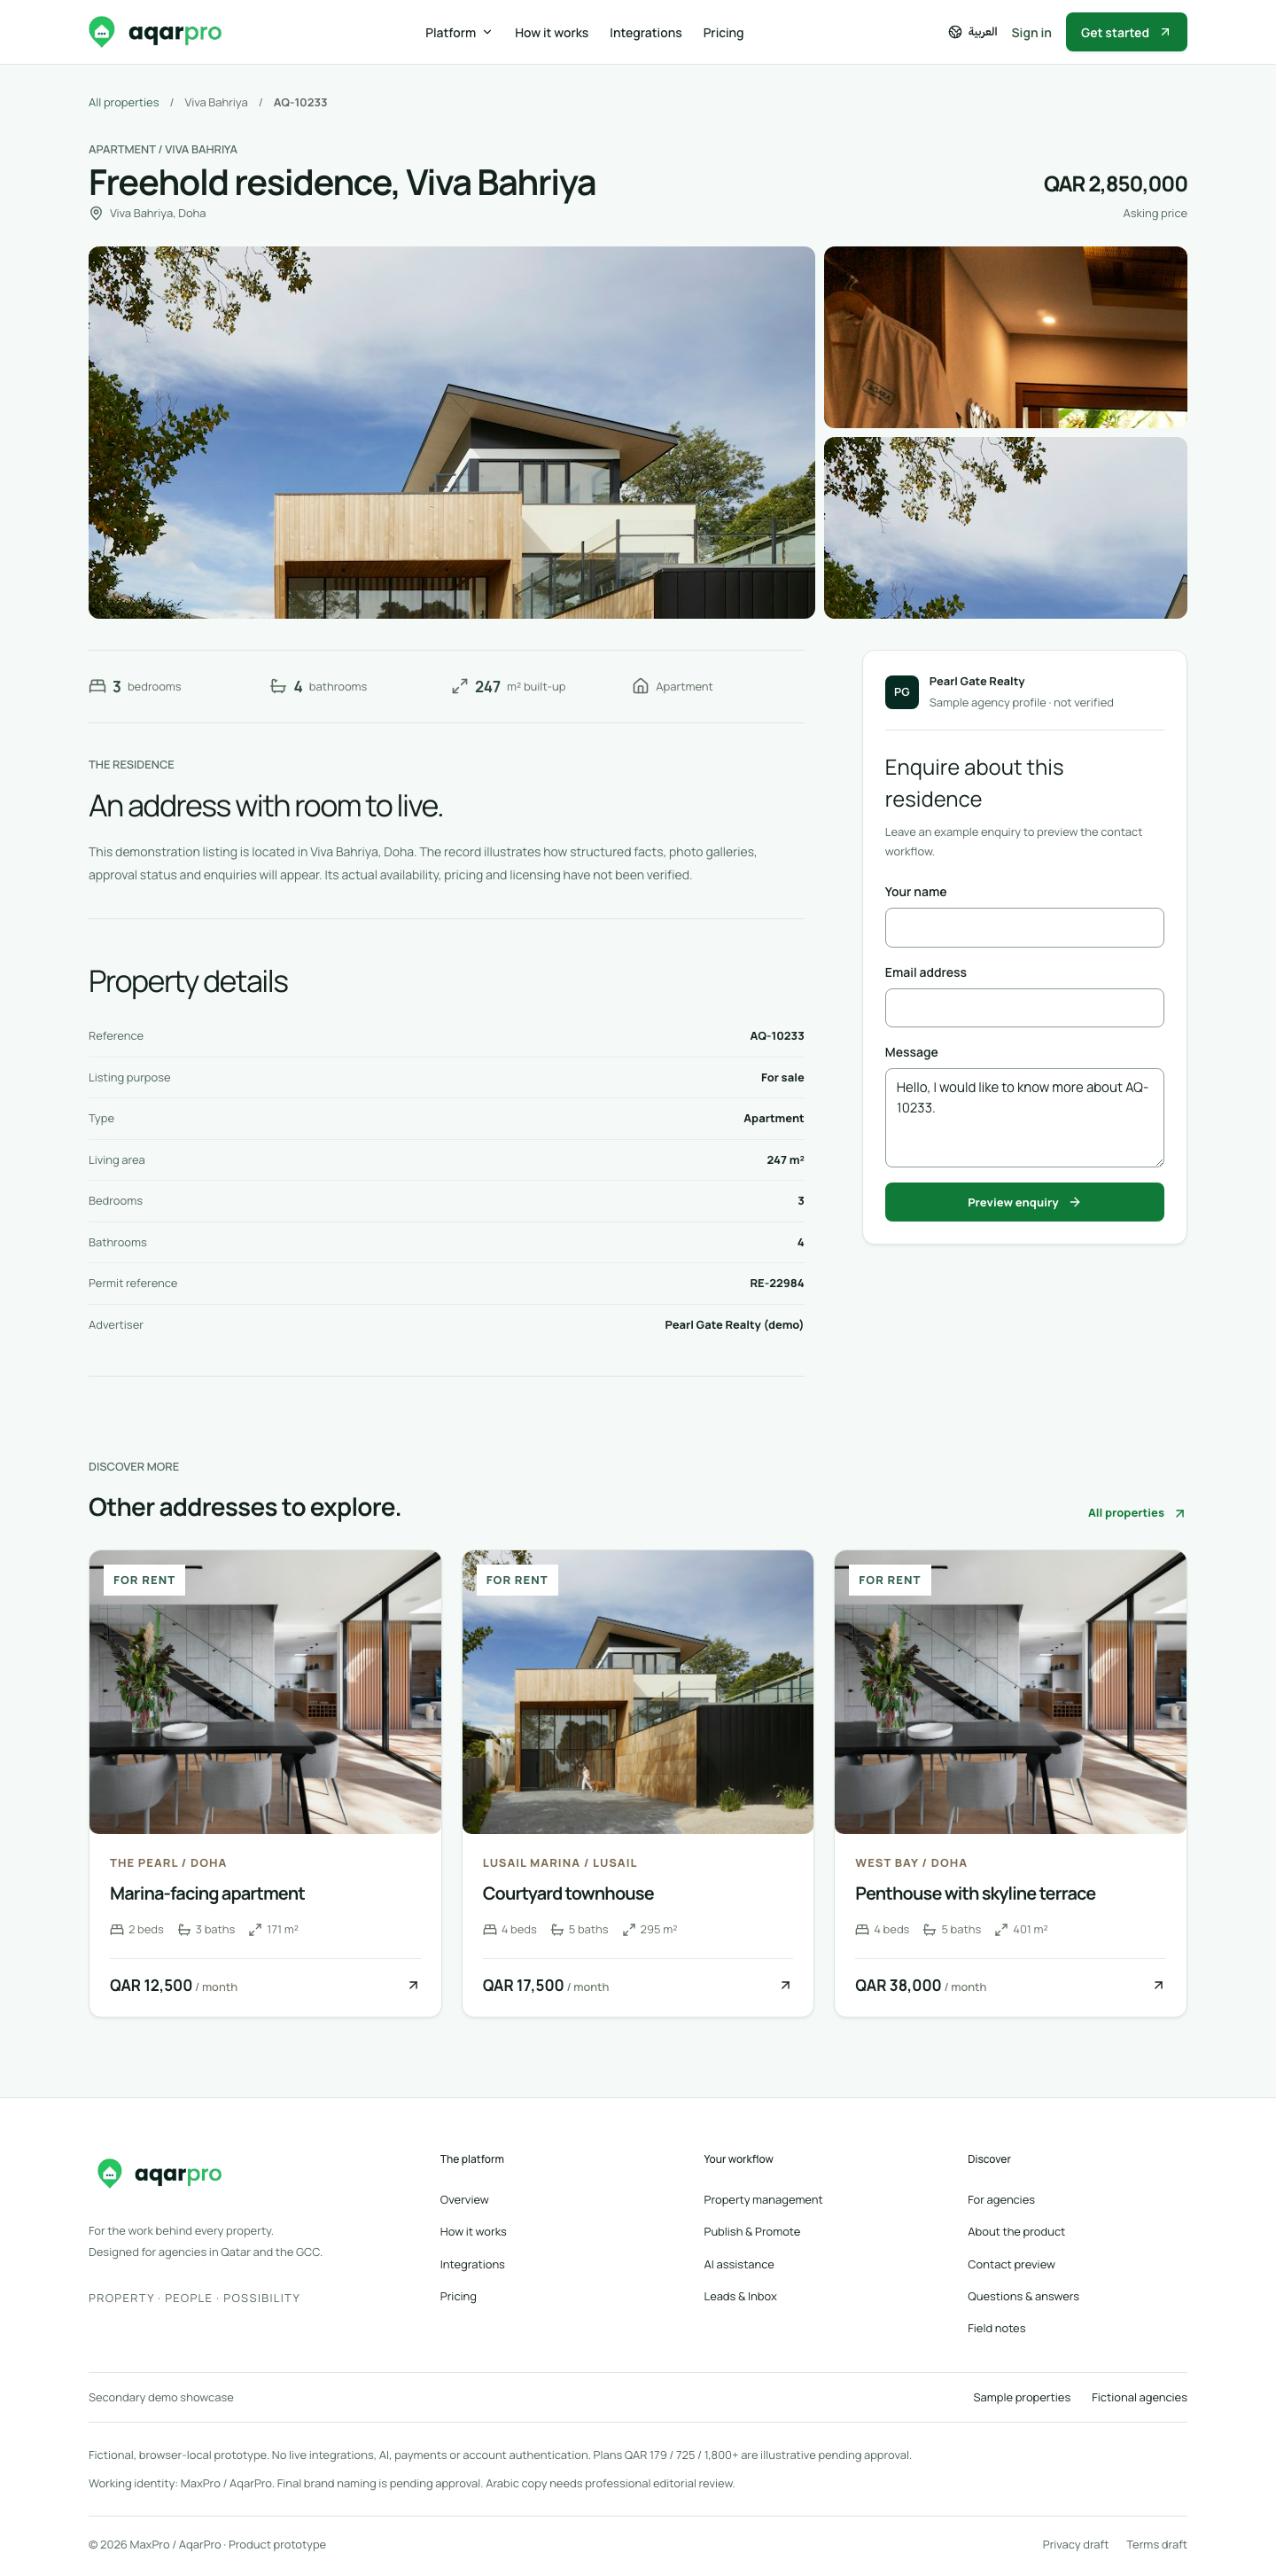 aqarpro
Platform
How it works
Integrations
Pricing
العربية
Sign in
Get started
All properties / Viva Bahriya / AQ-10233
APARTMENT / VIVA BAHRIYA
Freehold residence, Viva Bahriya
QAR 2,850,000
Viva Bahriya, Doha
Asking price
3 bedrooms
4 bathrooms
247 m² built-up
Apartment
THE RESIDENCE
An address with room to live.
This demonstration listing is located in Viva Bahriya, Doha. The record illustrates how structured facts, photo galleries,
approval status and enquiries will appear. Its actual availability, pricing and licensing have not been verified.
Property details
Reference AQ-10233
Listing purpose For sale
Type Apartment
Living area 247 m²
Bedrooms 3
Bathrooms 4
Permit reference RE-22984
Advertiser Pearl Gate Realty (demo)
PG
Pearl Gate Realty
Sample agency profile · not verified
Enquire about this
residence
Leave an example enquiry to preview the contact
workflow.
Your name
Email address
Message
Hello, I would like to know more about AQ-
10233.
Preview enquiry
DISCOVER MORE
Other addresses to explore.
All properties
FOR RENT
THE PEARL / DOHA
Marina-facing apartment
2 beds 3 baths 171 m²
QAR 12,500 / month
FOR RENT
LUSAIL MARINA / LUSAIL
Courtyard townhouse
4 beds 5 baths 295 m²
QAR 17,500 / month
FOR RENT
WEST BAY / DOHA
Penthouse with skyline terrace
4 beds 5 baths 401 m²
QAR 38,000 / month
aqarpro
For the work behind every property.
Designed for agencies in Qatar and the GCC.
PROPERTY · PEOPLE · POSSIBILITY
The platform
Overview
How it works
Integrations
Pricing
Your workflow
Property management
Publish & Promote
AI assistance
Leads & Inbox
Discover
For agencies
About the product
Contact preview
Questions & answers
Field notes
Secondary demo showcase
Sample properties
Fictional agencies
Fictional, browser-local prototype. No live integrations, AI, payments or account authentication. Plans QAR 179 / 725 / 1,800+ are illustrative pending approval.
Working identity: MaxPro / AqarPro. Final brand naming is pending approval. Arabic copy needs professional editorial review.
© 2026 MaxPro / AqarPro · Product prototype
Privacy draft
Terms draft